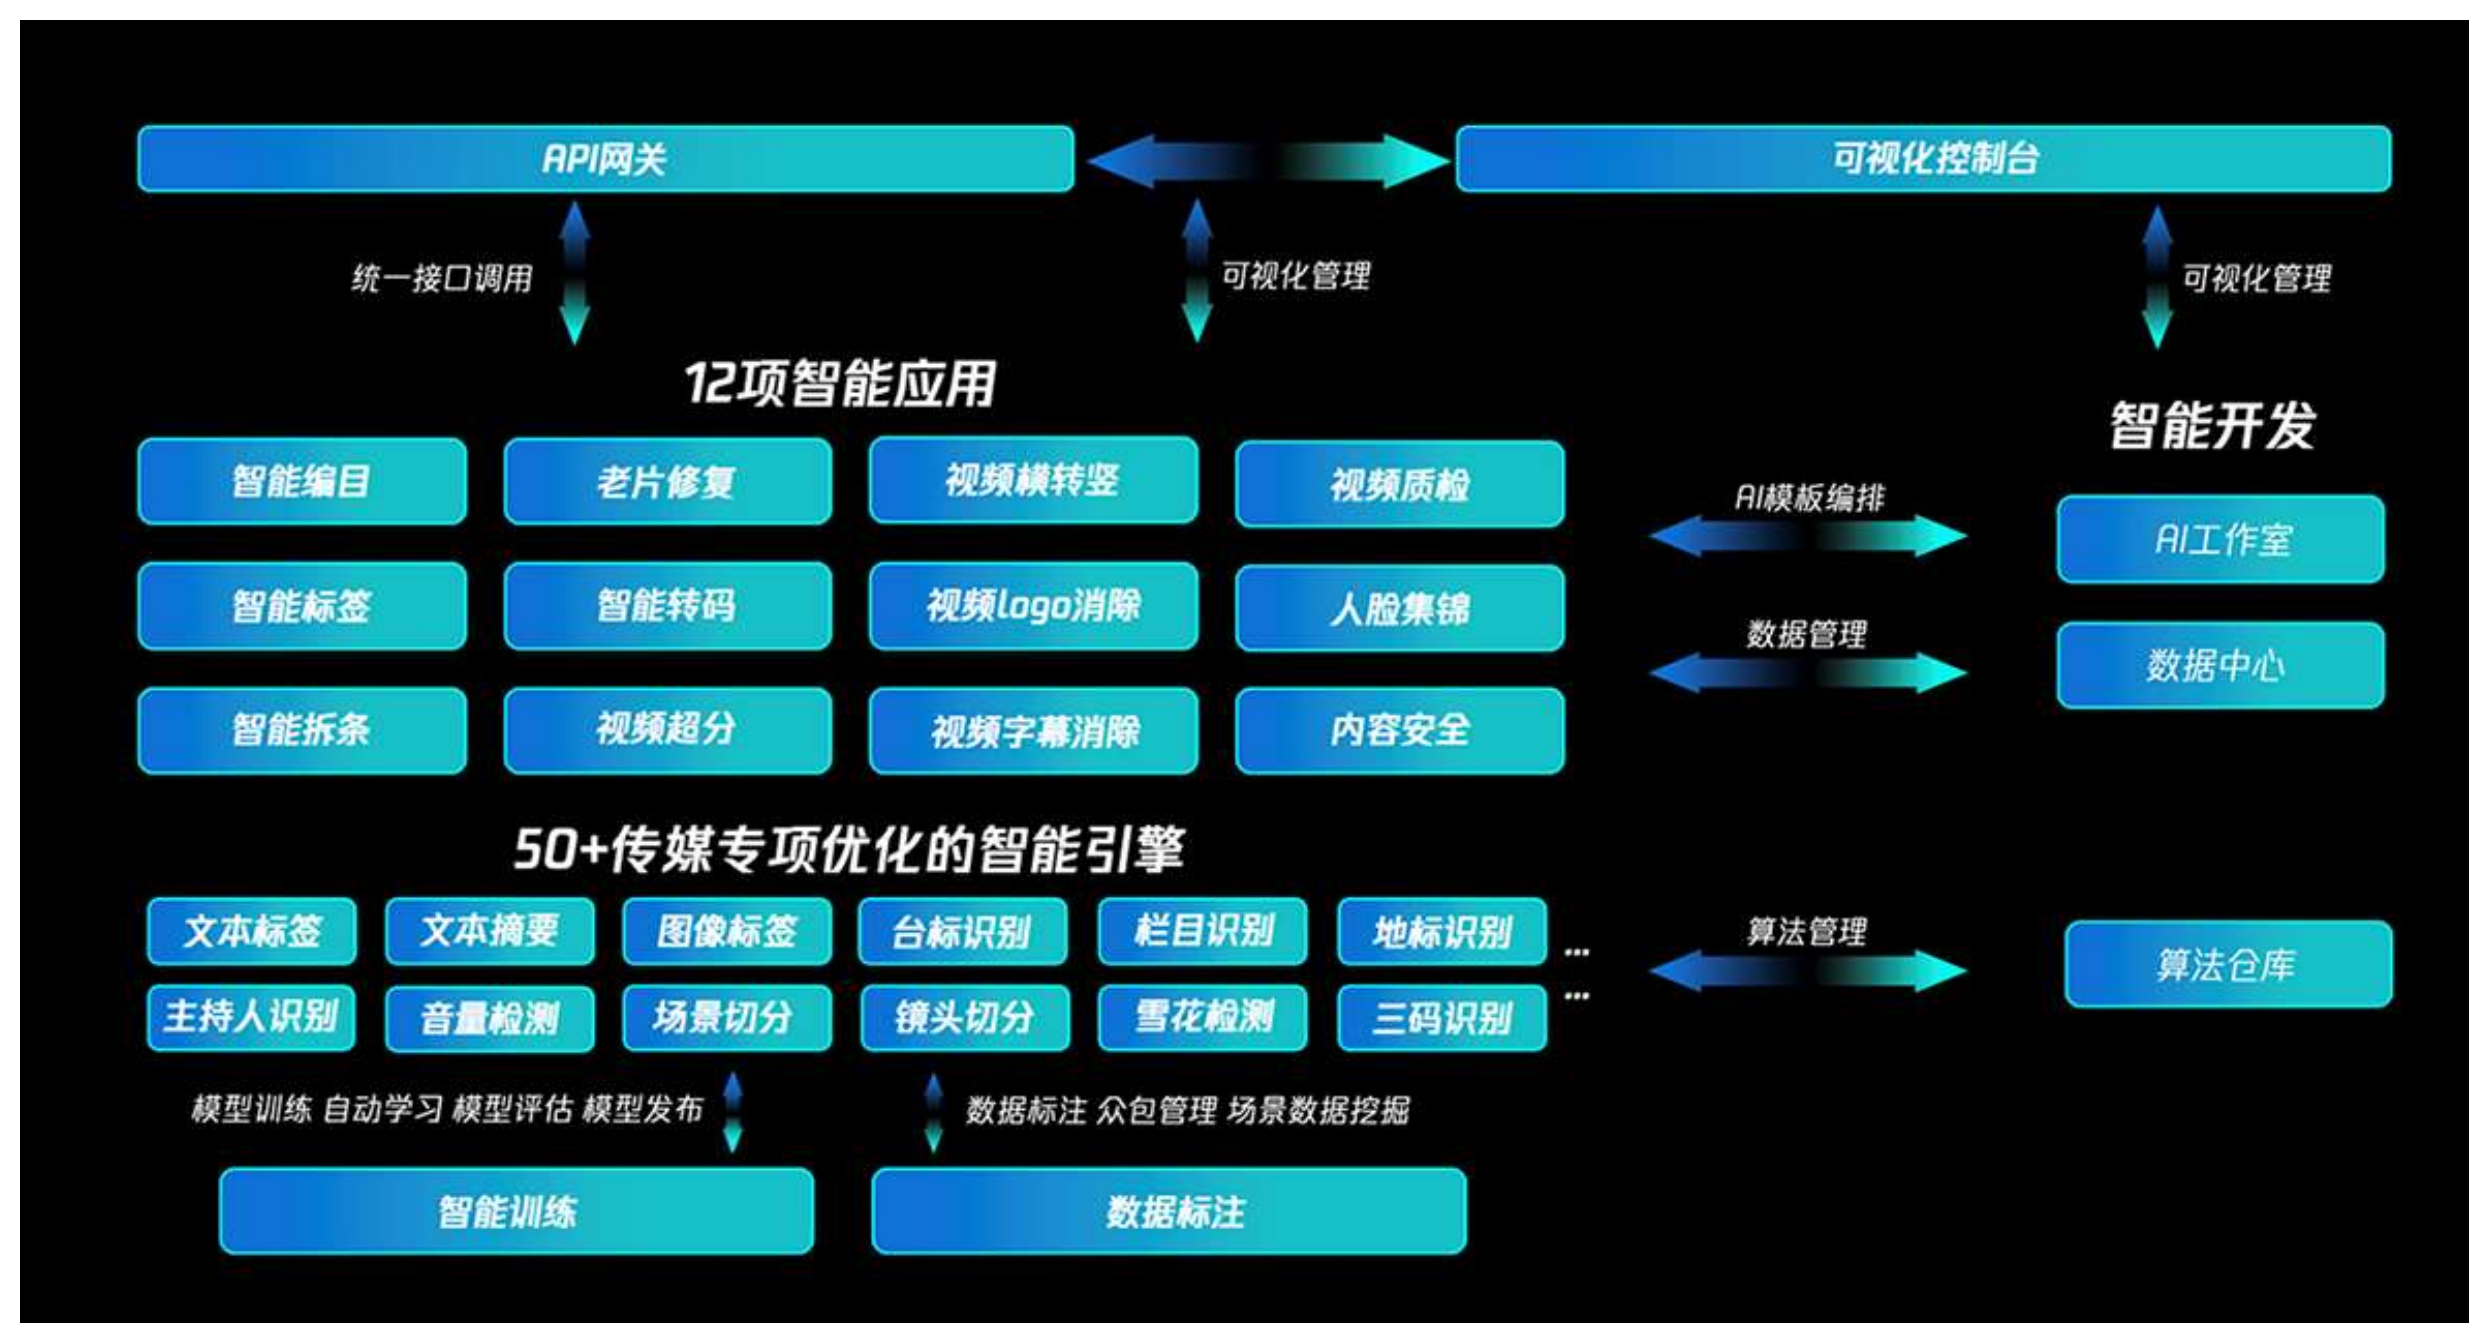 API网关
可视化控制台
统一接口调用
可视化管理
可视化管理
12项智能应用
智能开发
智能编目
老片修复
视频横转竖
视频质检
AI模板编排
AI工作室
智能标签
智能转码
视频logo消除
人脸集锦
数据管理
数据中心
智能拆条
视频超分
视频字幕消除
内容安全
50+传媒专项优化的智能引擎
文本标签
文本摘要
图像标签
台标识别
栏目识别
地标识别
...
算法管理
算法仓库
主持人识别
音量检测
场景切分
镜头切分
雪花检测
三码识别
...
模型训练 自动学习 模型评估 模型发布
数据标注 众包管理 场景数据挖掘
智能训练
数据标注